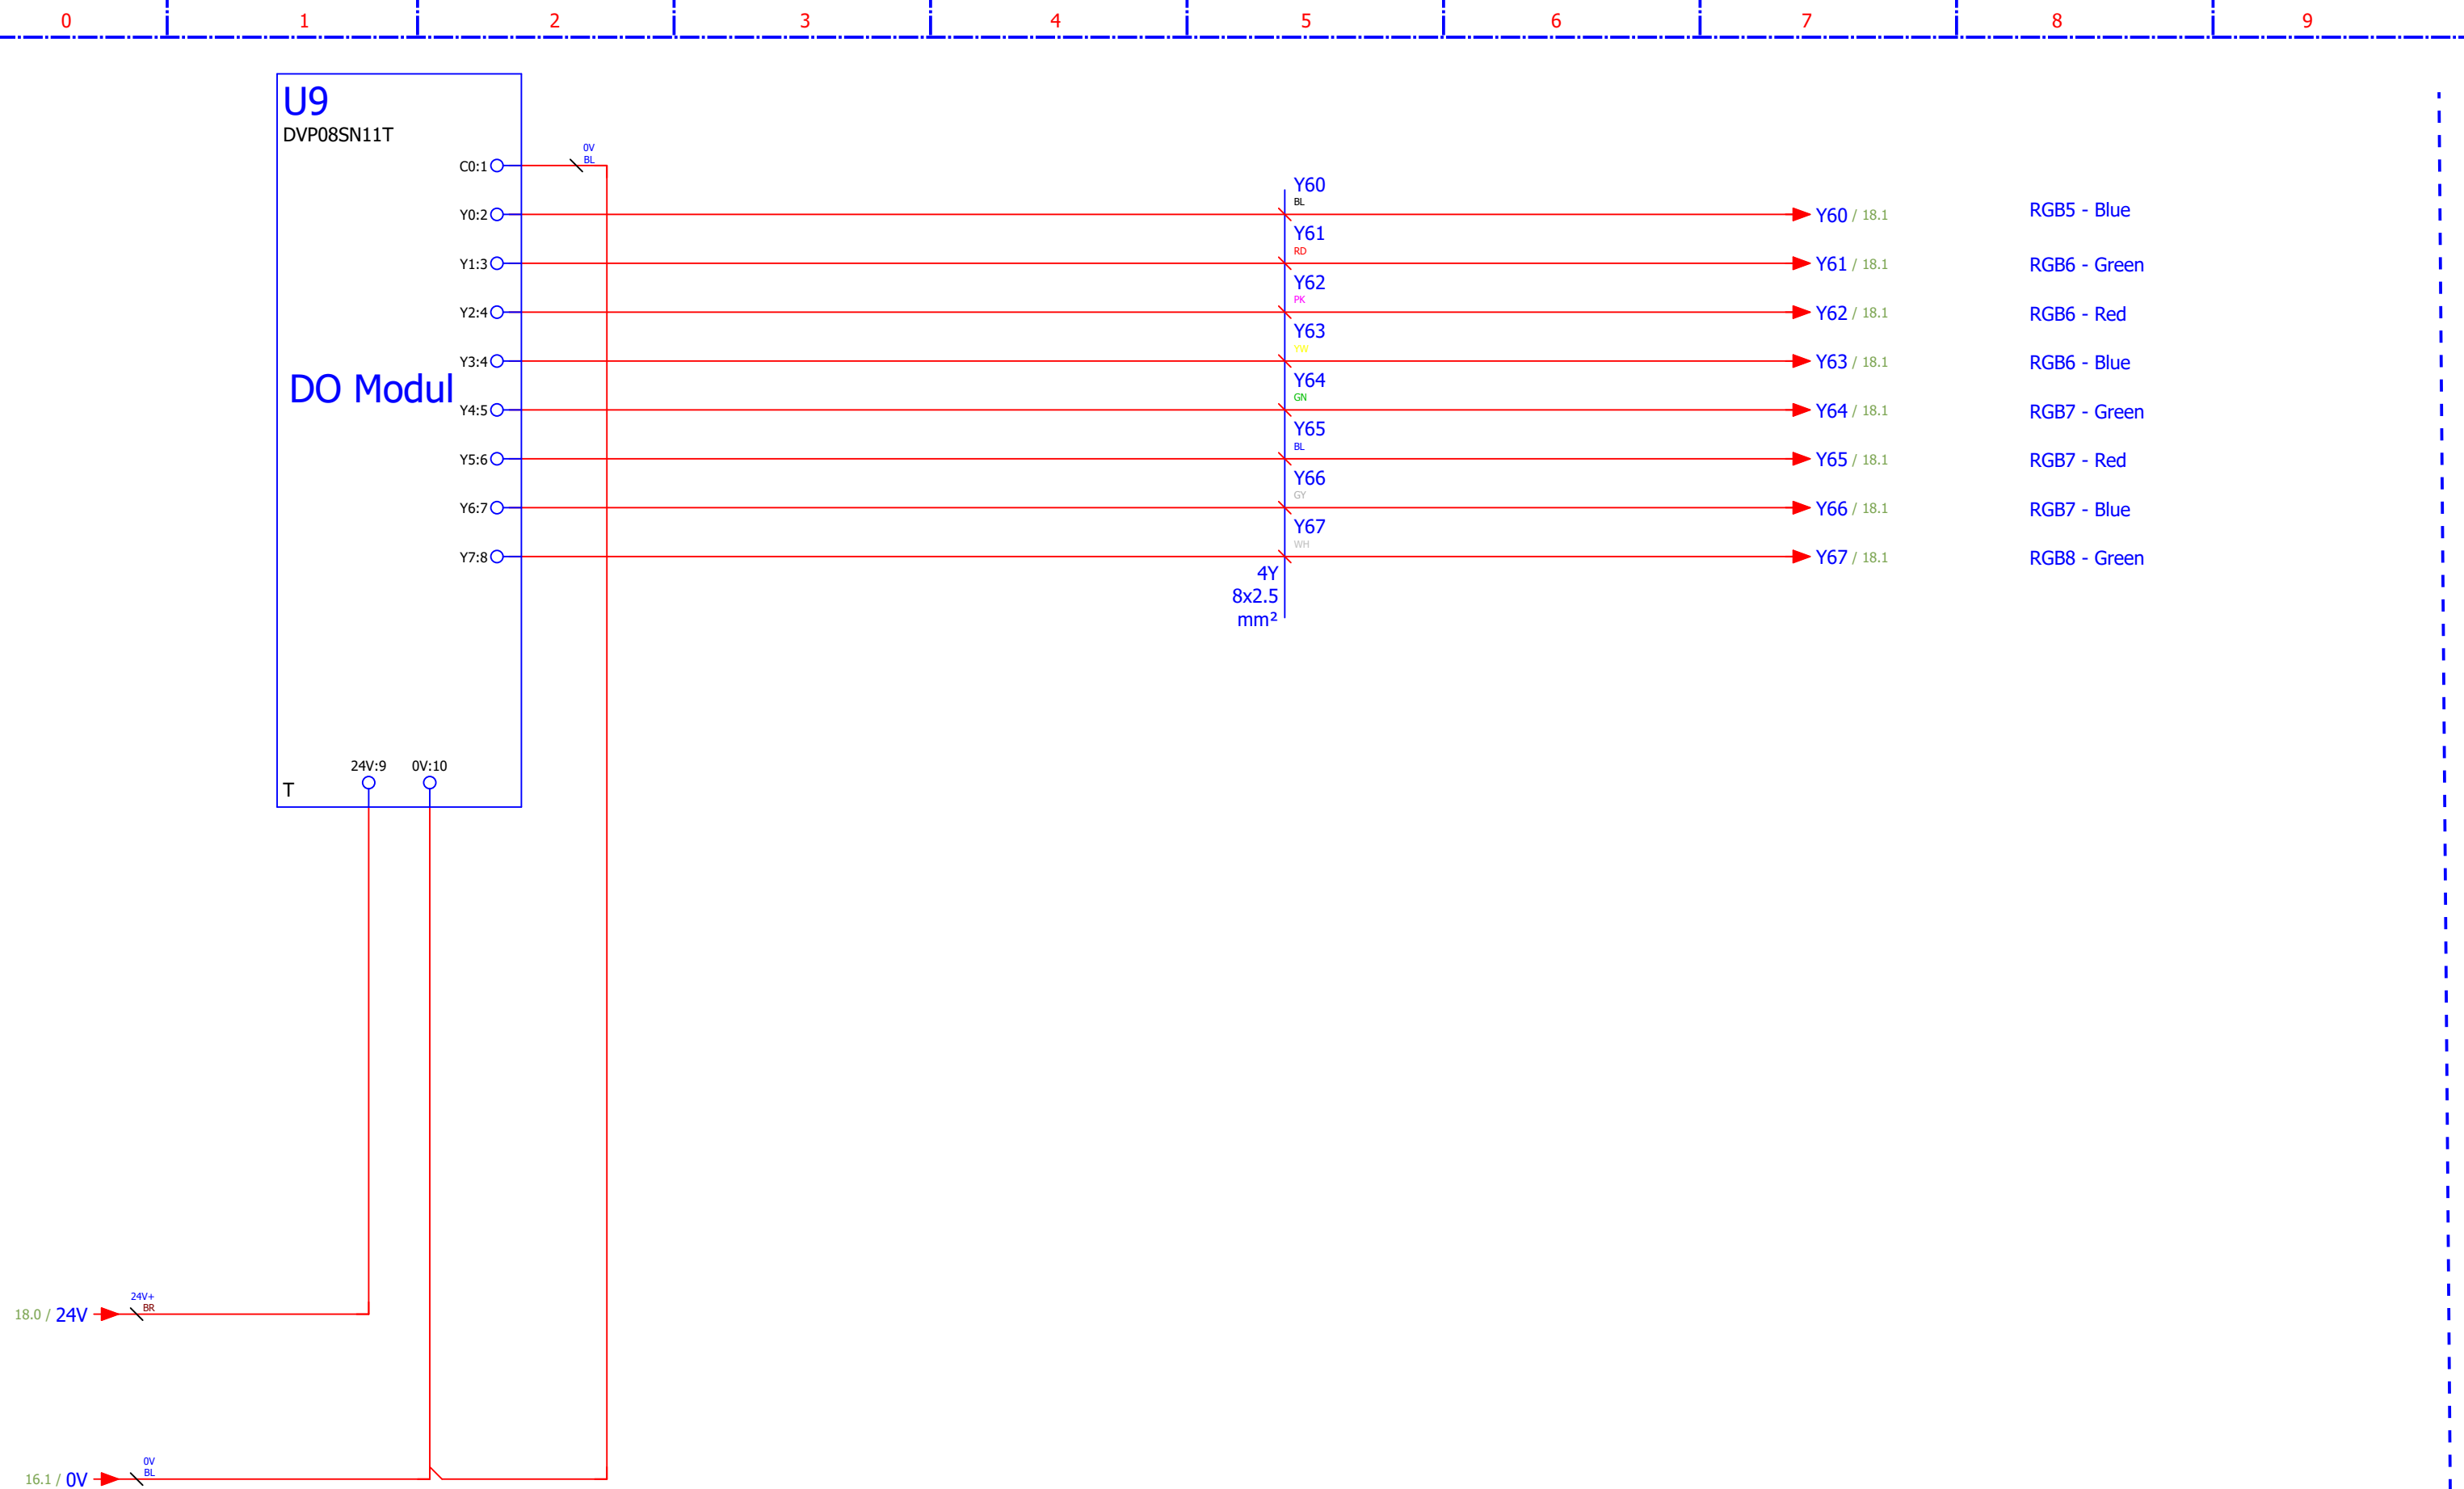 0 1 2 3 4 5 6 7 8 9
U9
DVP08SN11T
0V
BL
C0:1
Y60
BL
Y0:2
Y60 / 18.1
RGB5 - Blue
Y61
RD
Y1:3
Y61 / 18.1
RGB6 - Green
Y62
PK
Y2:4
Y62 / 18.1
RGB6 - Red
Y63
YW
Y3:4
Y63 / 18.1
RGB6 - Blue
DO Modul
Y64
GN
Y4:5
Y64 / 18.1
RGB7 - Green
Y65
BL
Y5:6
Y65 / 18.1
RGB7 - Red
Y66
GY
Y6:7
Y66 / 18.1
RGB7 - Blue
Y67
WH
Y7:8
Y67 / 18.1
RGB8 - Green
4Y
8x2.5
mm²
24V:9
0V:10
T
24V+
BR
18.0 / 24V
0V
BL
16.1 / 0V